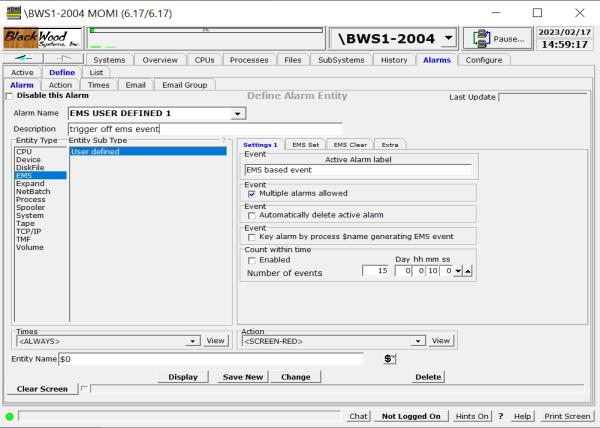 MOMI \BWS1-2004 MOMI (6.17/6.17)
BlackWood
Systems, Inc.
\BWS1-2004
Pause...
2023/02/17
14:59:17
Systems Overview CPUs Processes Files SubSystems History Alarms Configure
Active Define List
Alarm Action Times Email Email Group
Disable this Alarm Define Alarm Entity Last Update
Alarm Name EMS USER DEFINED 1
Description trigger off ems event
Entity Type Entity Sub Type ?
CPU
Device
DiskFile
EMS
Expand
NetBatch
Process
Spooler
System
Tape
TCP/IP
TMF
Volume
User defined
Settings 1 EMS Set EMS Clear Extra
Event
Active Alarm label
EMS based event
Event
Multiple alarms allowed
Event
Automatically delete active alarm
Event
Key alarm by process $name generating EMS event
Count within time
Enabled Day hh mm ss
Number of events 15 0 0 10 0
Times
<ALWAYS> View
Action
<SCREEN-RED> View
Entity Name $0 $~
Display Save New Change Delete
Clear Screen
Chat Not Logged On Hints On ? Help Print Screen